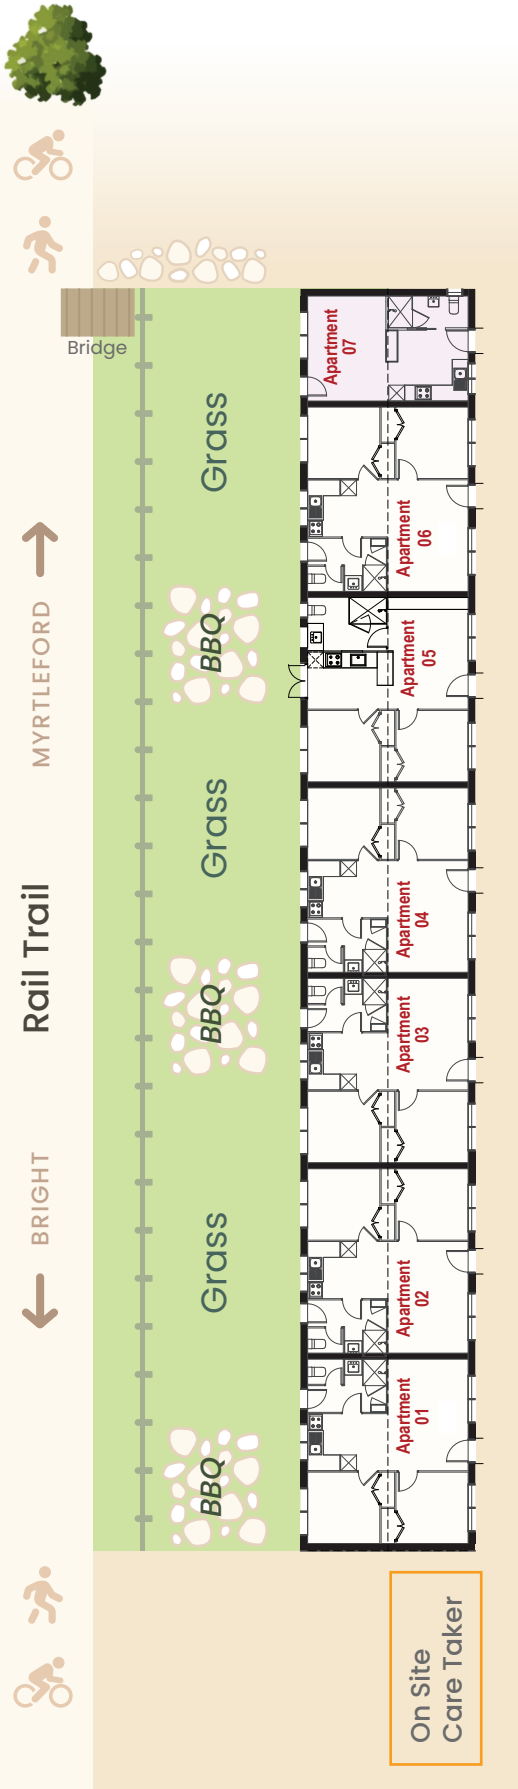 Bridge
Apartment
07
Grass
Apartment
06
MYRTLEFORD
BBQ
Apartment
05
Grass
Apartment
04
Rail Trail
BBQ
Apartment
03
BRIGHT
Grass
Apartment
02
Apartment
01
BBQ
On Site
Care Taker